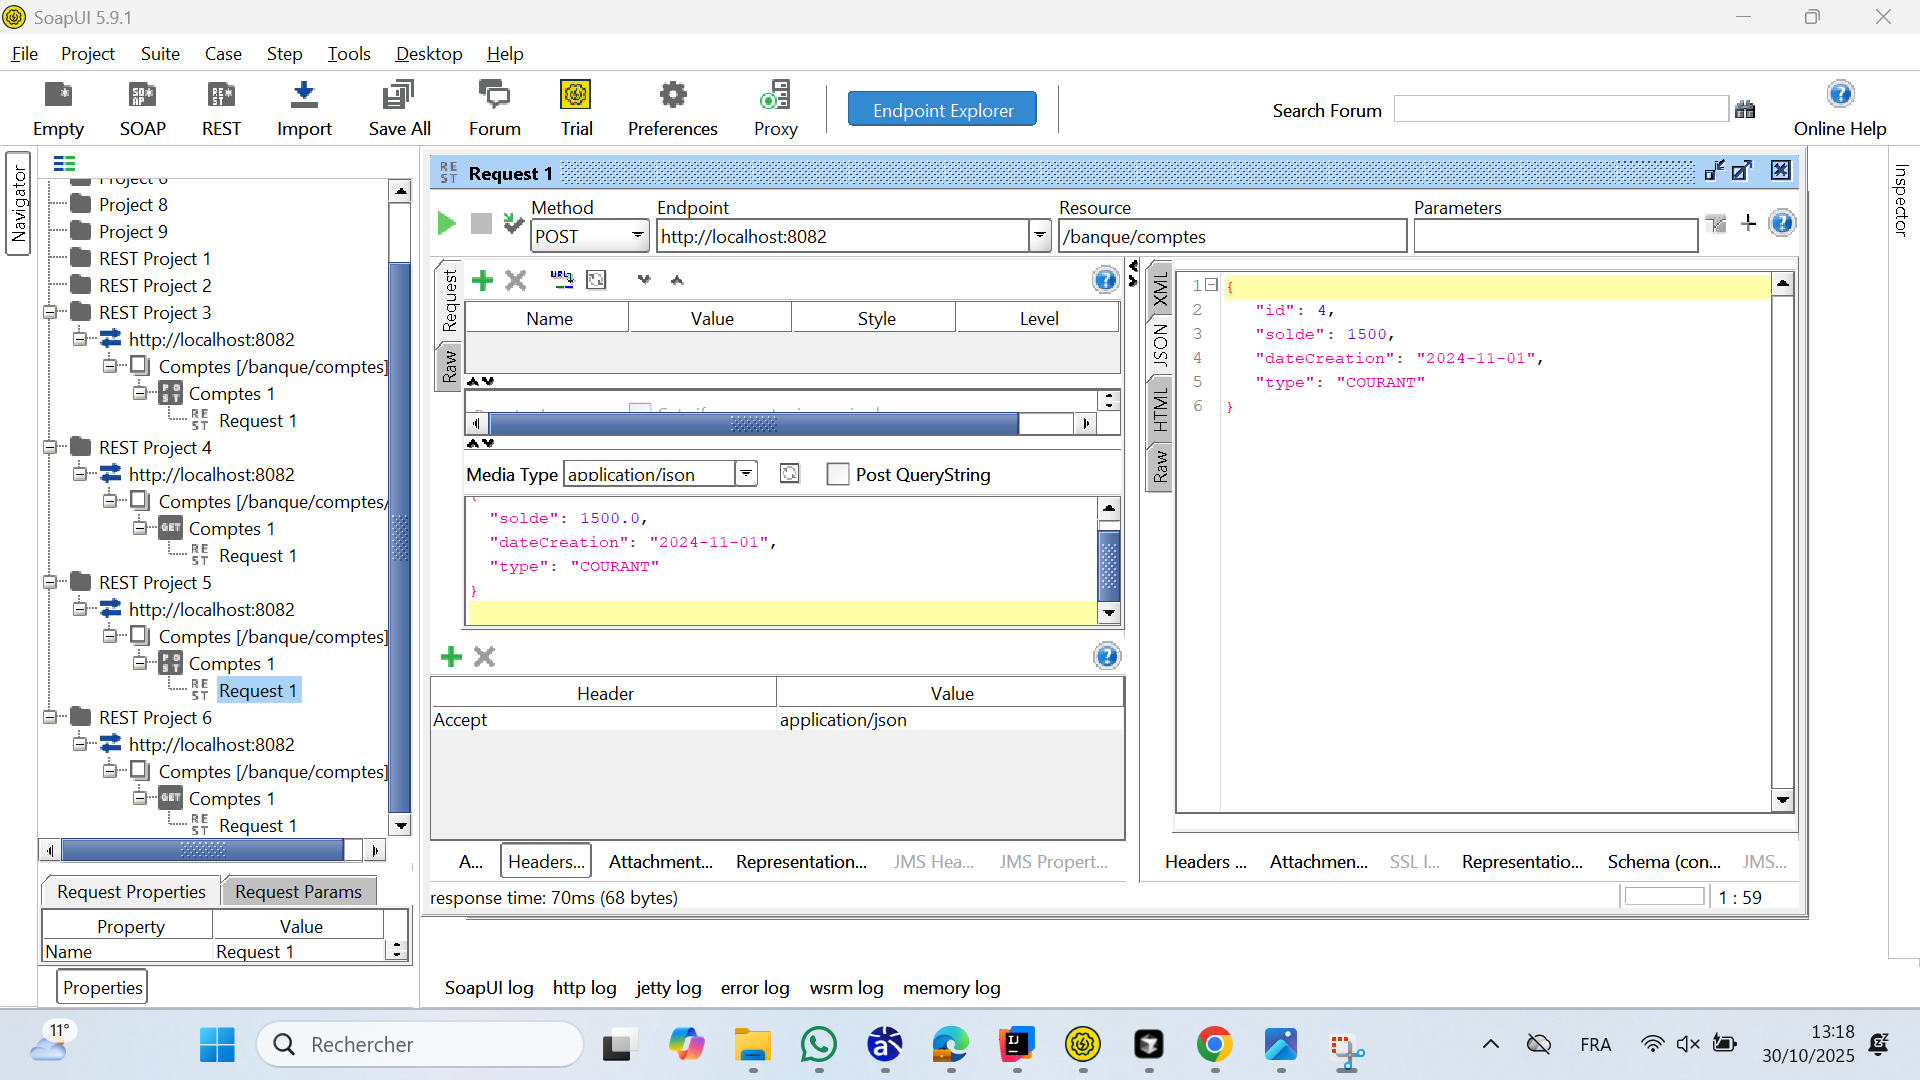 SoapUI 5.9.1
File Project Suite Case Step Tools Desktop Help
Empty SOAP REST Import Save All Forum Trial Preferences Proxy
Endpoint Explorer
Search Forum
Online Help
Navigator
Project 8
Project 9
REST Project 1
REST Project 2
REST Project 3
http://localhost:8082
Comptes [/banque/comptes]
Comptes 1
Request 1
REST Project 4
http://localhost:8082
Comptes [/banque/comptes/
Comptes 1
Request 1
REST Project 5
http://localhost:8082
Comptes [/banque/comptes]
Comptes 1
Request 1
REST Project 6
http://localhost:8082
Comptes [/banque/comptes]
Comptes 1
Request 1
Request Properties Request Params
Property Value
Name Request 1
Properties
Request 1
Method Endpoint Resource Parameters
POST http://localhost:8082 /banque/comptes
Request
Raw
Name Value Style Level
Media Type application/json Post QueryString
"solde": 1500.0,
"dateCreation": "2024-11-01",
"type": "COURANT"
}
Header Value
Accept application/json
A... Headers... Attachment... Representation... JMS Hea... JMS Propert...
response time: 70ms (68 bytes)
XML
JSON
HTML
Raw
1 {
2 "id": 4,
3 "solde": 1500,
4 "dateCreation": "2024-11-01",
5 "type": "COURANT"
6 }
Headers ... Attachmen... SSL I... Representatio... Schema (con... JMS...
1 : 59
Inspector
SoapUI log http log jetty log error log wsrm log memory log
11°
Rechercher
FRA
13:18
30/10/2025